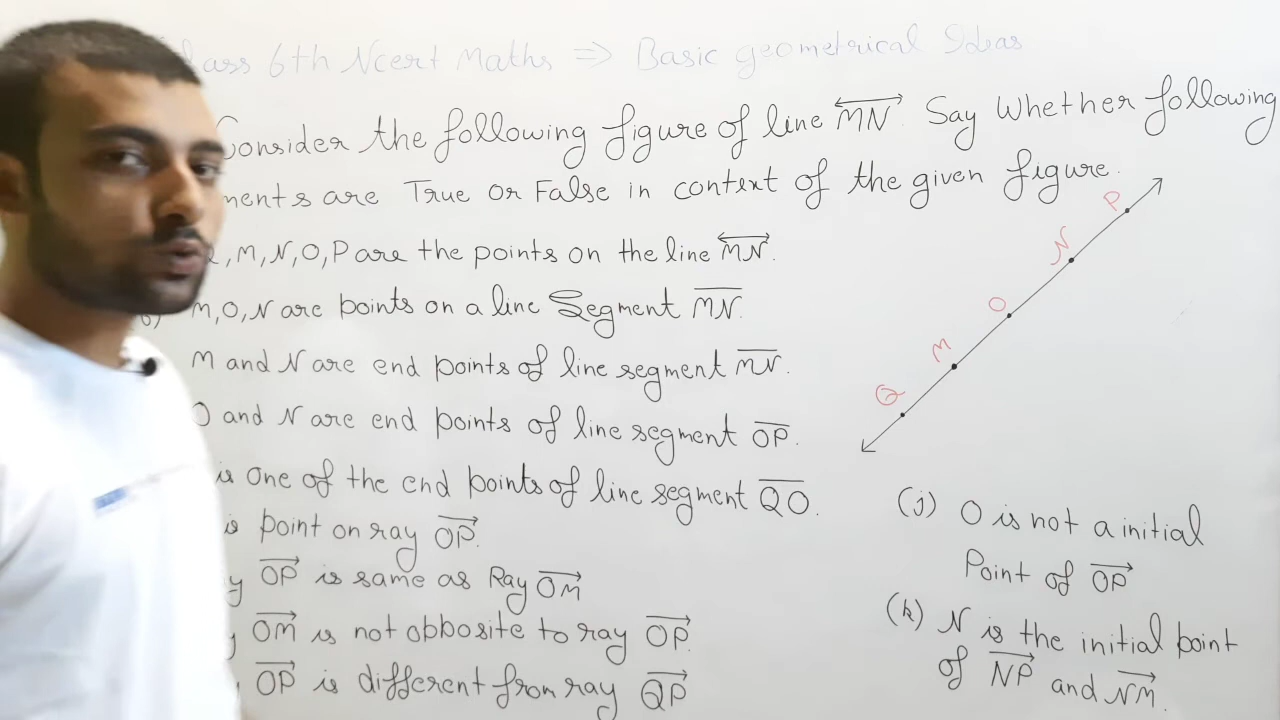 6th Ncert Maths ⇒ Basic geometrical Ideas
Consider the following figure of line MN. Say Whether following
are True or False in context of the given figure.
M, N, O, P are the points on the line MN.
b) M, O, N are points on a line Segment MN.
M and N are end points of line segment MN.
O and N are end points of line segment OP.
is one of the end points of line segment QO.
is point on ray OP.
OP is same as Ray OM
OM is not opposite to ray OP.
OP is different from ray QP
P
N
O
M
Q
(j) O is not a initial
Point of OP
(k) N is the initial point
of NP and NM.